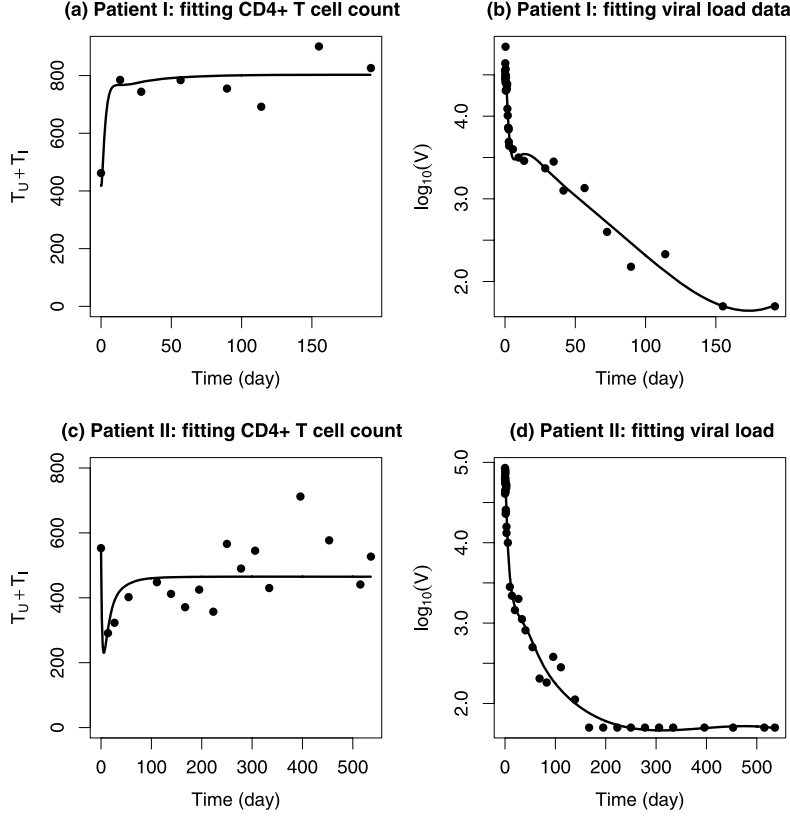 (a) Patient I: fitting CD4+ T cell count
800
600
400
200
0
T_U + T_I
0 50 100 150
Time (day)
(b) Patient I: fitting viral load data
4.0
3.0
2.0
log₁₀(V)
0 50 100 150
Time (day)
(c) Patient II: fitting CD4+ T cell count
800
600
400
200
0
T_U + T_I
0 100 200 300 400 500
Time (day)
(d) Patient II: fitting viral load
5.0
4.0
3.0
2.0
log₁₀(V)
0 100 200 300 400 500
Time (day)